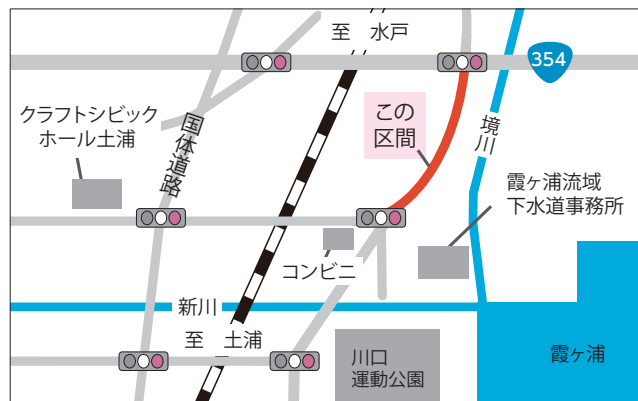 至 水戸
354
この
区間
クラフトシビック
ホール土浦
国体道路
境川
霞ヶ浦流域
下水道事務所
コンビニ
新川
至 土浦
川口
運動公園
霞ヶ浦